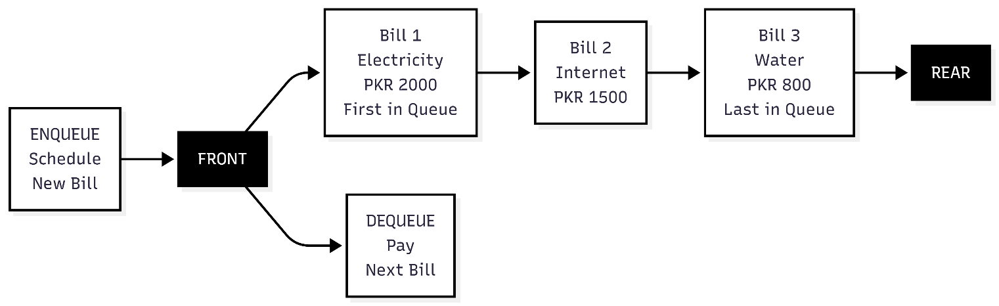 ENQUEUE
Schedule
New Bill
FRONT
Bill 1
Electricity
PKR 2000
First in Queue
Bill 2
Internet
PKR 1500
Bill 3
Water
PKR 800
Last in Queue
REAR
DEQUEUE
Pay
Next Bill